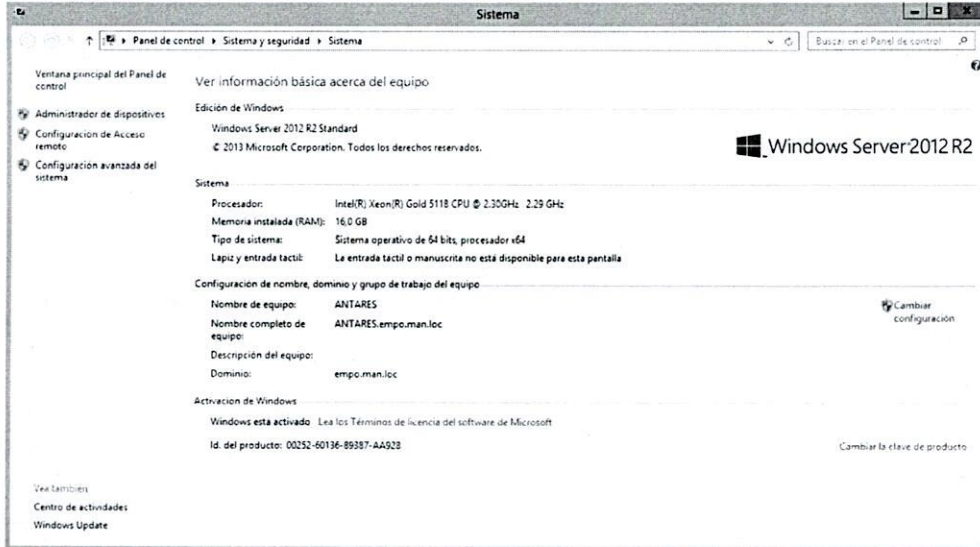 Sistema
Panel de control ▸ Sistema y seguridad ▸ Sistema
Buscar en el Panel de control
Ventana principal del Panel de
control
Administrador de dispositivos
Configuración de Acceso
remoto
Configuración avanzada del
sistema
Ver información básica acerca del equipo
Edición de Windows
Windows Server 2012 R2 Standard
© 2013 Microsoft Corporation. Todos los derechos reservados.
Windows Server 2012 R2
Sistema
Procesador: Intel(R) Xeon(R) Gold 5118 CPU @ 2.30GHz 2.29 GHz
Memoria instalada (RAM): 16,0 GB
Tipo de sistema: Sistema operativo de 64 bits, procesador x64
Lápiz y entrada táctil: La entrada táctil o manuscrita no está disponible para esta pantalla
Configuración de nombre, dominio y grupo de trabajo del equipo
Nombre de equipo: ANTARES
Cambiar
configuración
Nombre completo de
equipo: ANTARES.empo.man.loc
Descripción del equipo:
Dominio: empo.man.loc
Activación de Windows
Windows está activado Lea los Términos de licencia del software de Microsoft
Id. del producto: 00252-60136-89387-AA928
Cambiar la clave de producto
Vea también
Centro de actividades
Windows Update